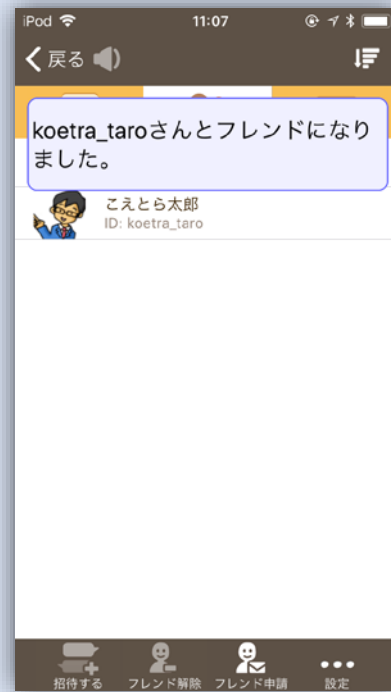 iPod 11:07
戻る
koetra_taroさんとフレンドになり
ました。
こえとら太郎
ID: koetra_taro
招待する フレンド解除 フレンド申請 設定